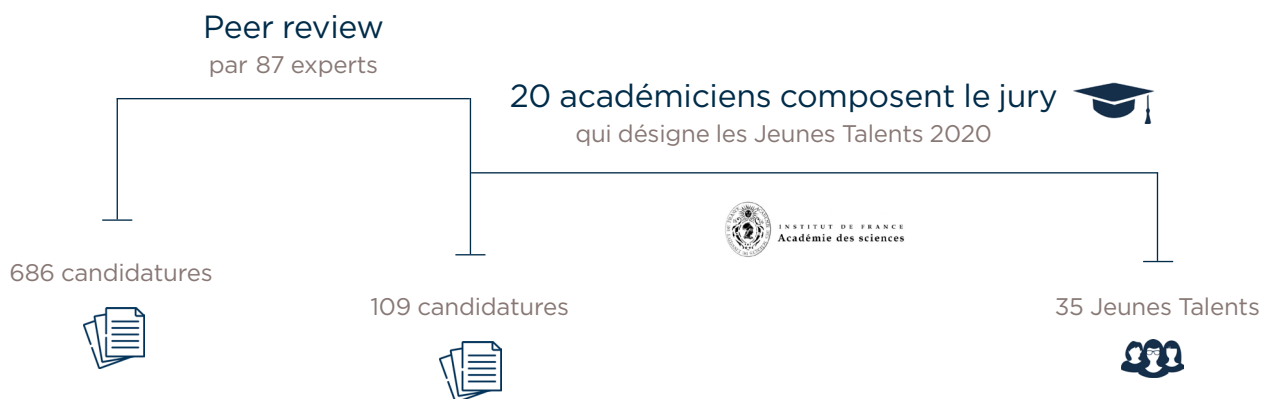 Peer review
par 87 experts
20 académiciens composent le jury
qui désigne les Jeunes Talents 2020
INSTITUT DE FRANCE
Académie des sciences
686 candidatures
109 candidatures
35 Jeunes Talents